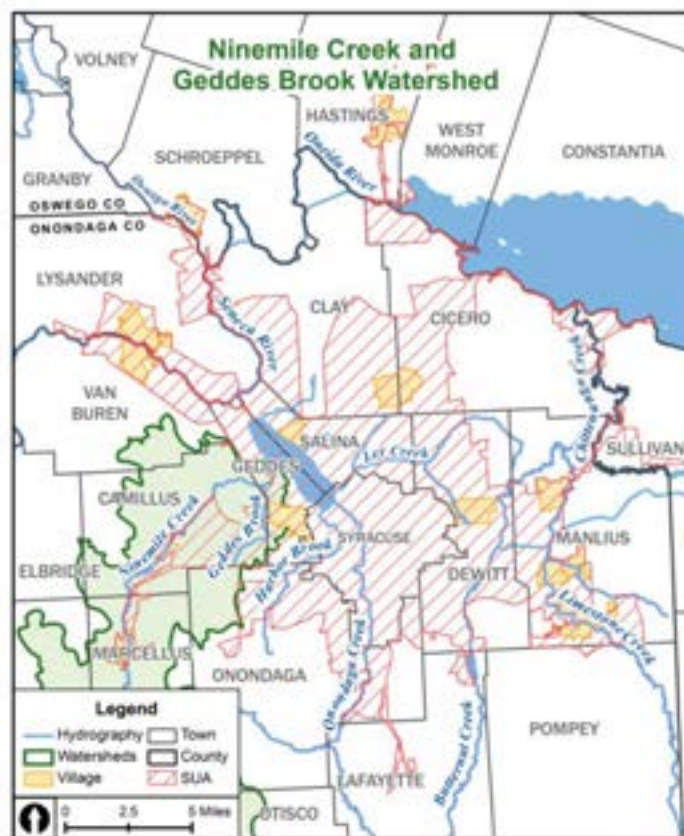 Ninemile Creek and
Geddes Brook Watershed
VOLNEY
HASTINGS
WEST
MONROE
CONSTANTIA
SCHROEPPEL
GRANBY
Oneida River
Oswego River
OSWEGO CO
ONONDAGA CO
LYSANDER
CLAY
CICERO
Seneca River
Chittenango Creek
VAN
BUREN
SALINA
Ley Creek
SULLIVAN
GEDDES
CAMILLUS
Ninemile Creek
Geddes Brook
Harbor Brook
SYRACUSE
MANLIUS
ELBRIDGE
DEWITT
Limestone Creek
MARCELLUS
ONONDAGA
Onondaga Creek
Butternut Creek
POMPEY
LAFAYETTE
OTISCO
Legend
Hydrography
Town
Watersheds
County
Village
SUA
0 2.5 5 Miles